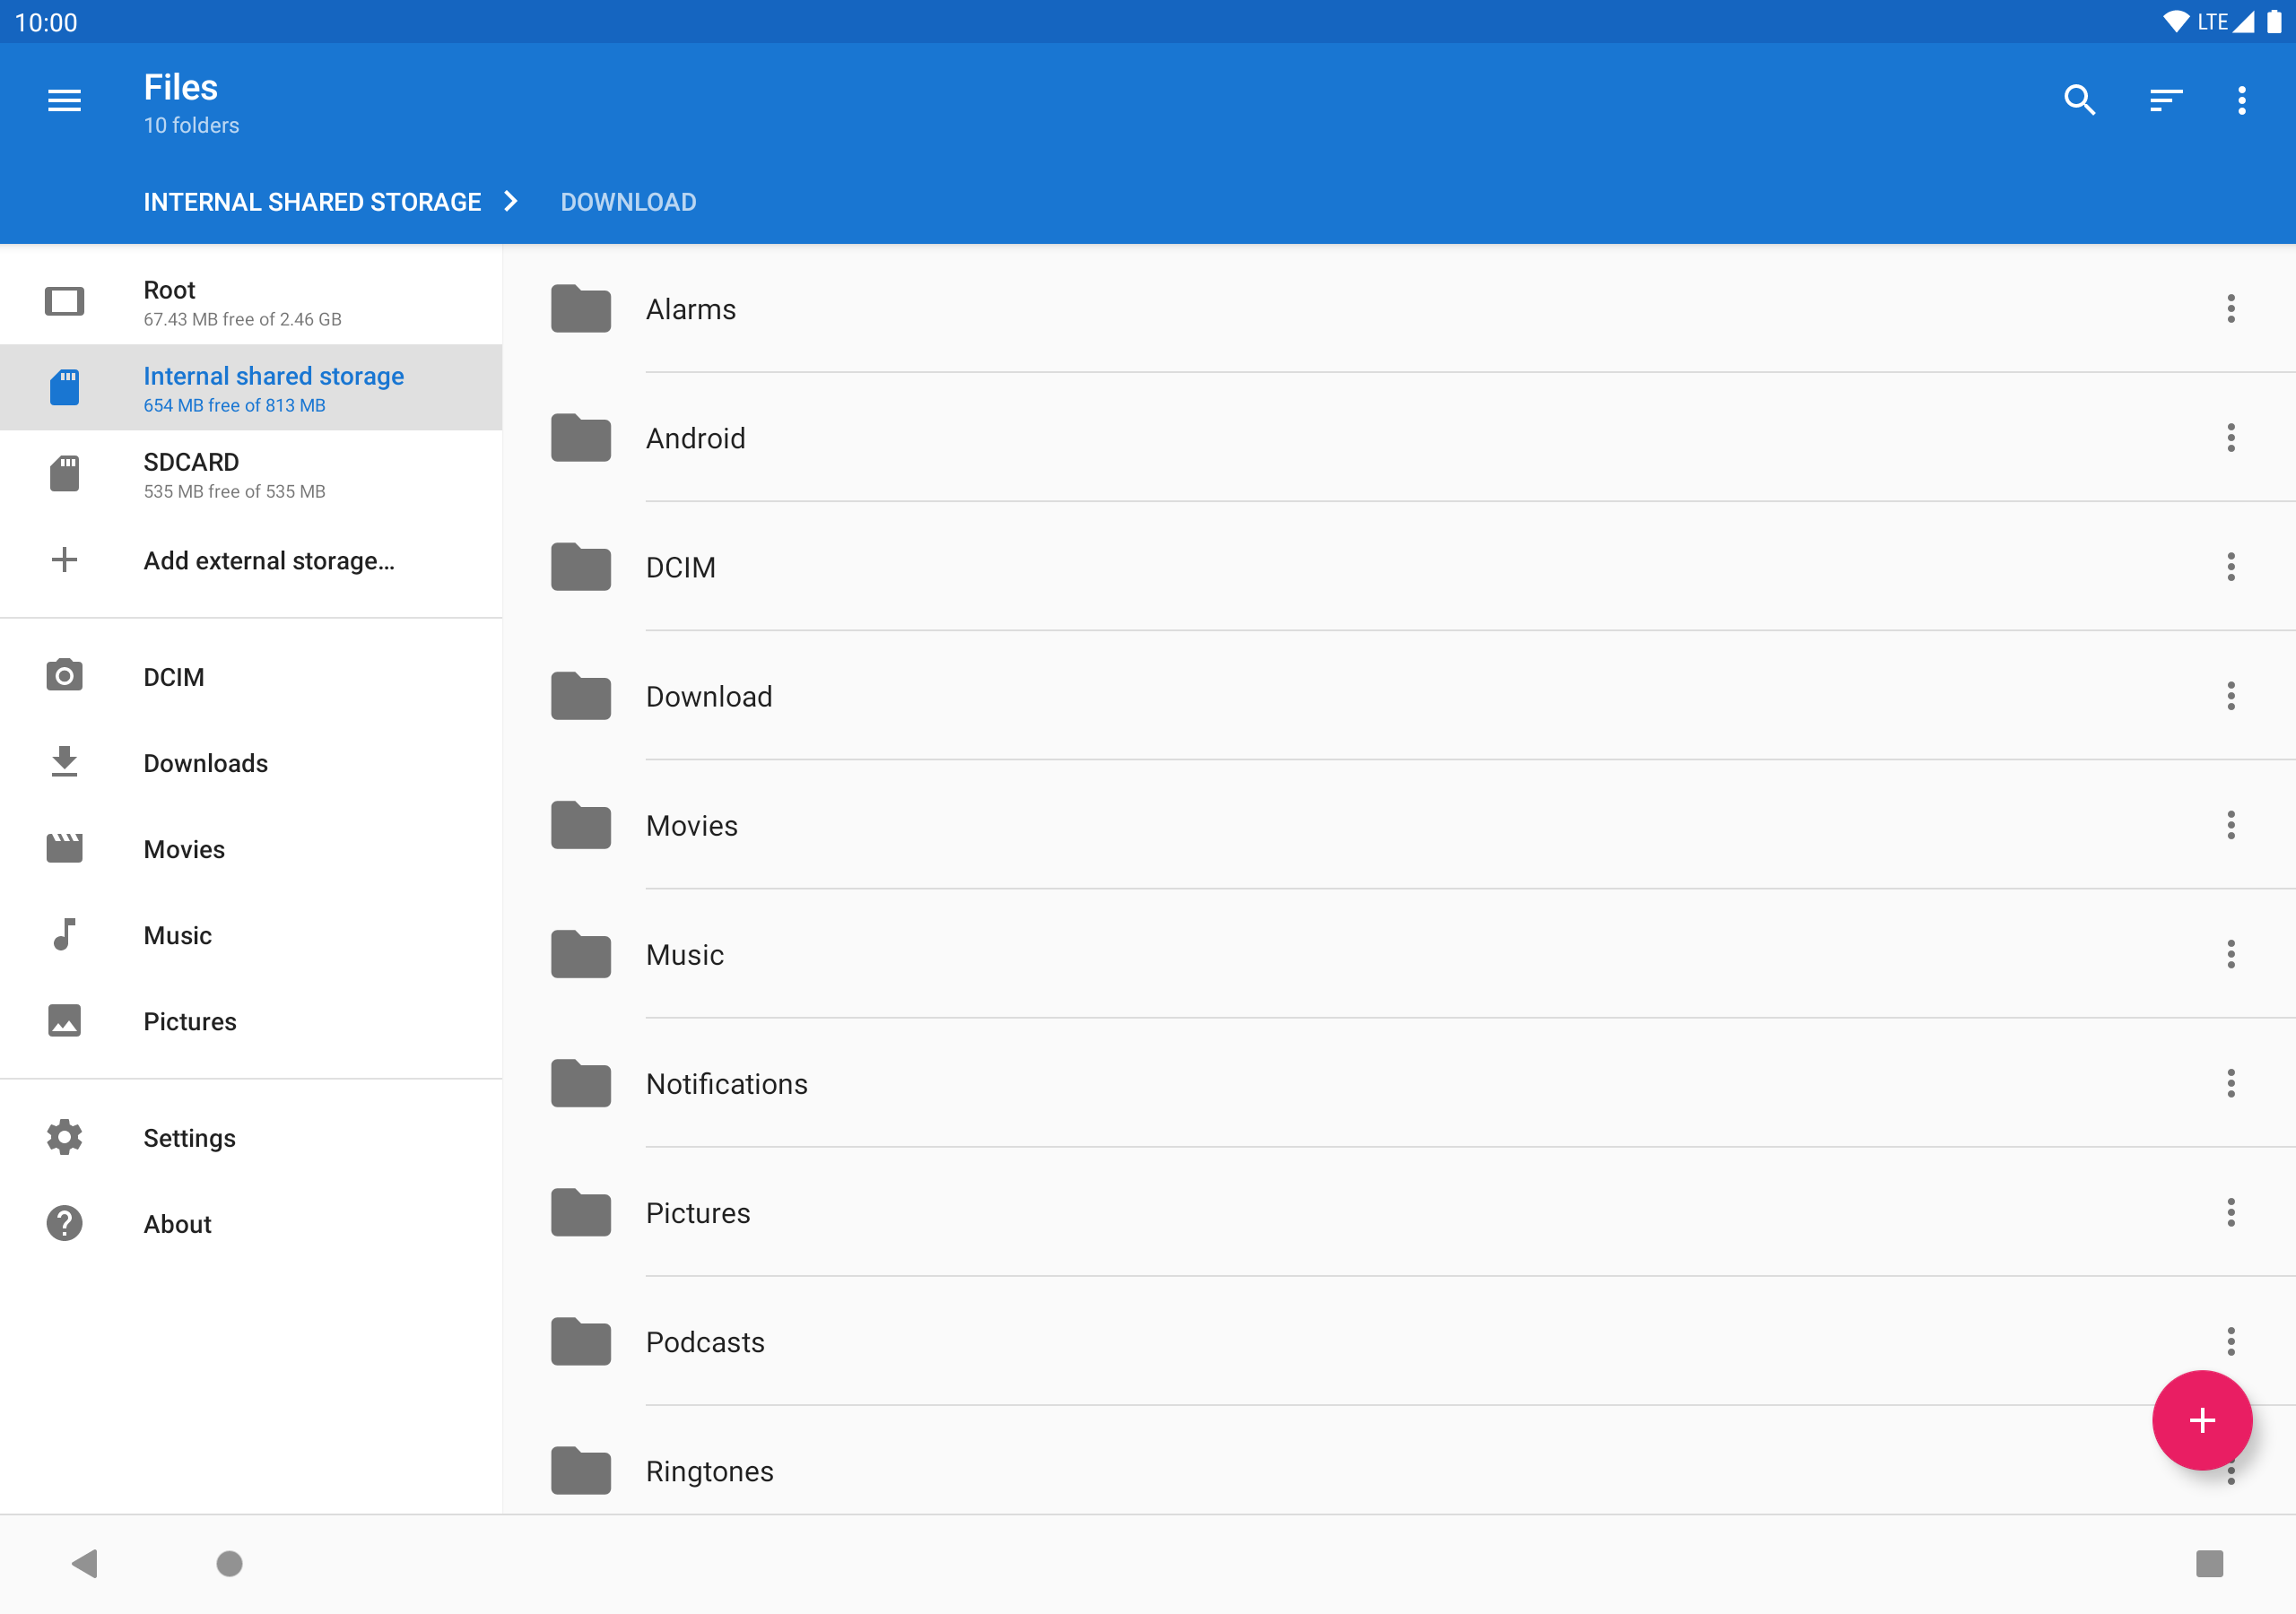 10:00
LTE
Files
10 folders
INTERNAL SHARED STORAGE
DOWNLOAD
Root
67.43 MB free of 2.46 GB
Internal shared storage
654 MB free of 813 MB
SDCARD
535 MB free of 535 MB
Add external storage...
DCIM
Downloads
Movies
Music
Pictures
Settings
About
Alarms
Android
DCIM
Download
Movies
Music
Notifications
Pictures
Podcasts
Ringtones